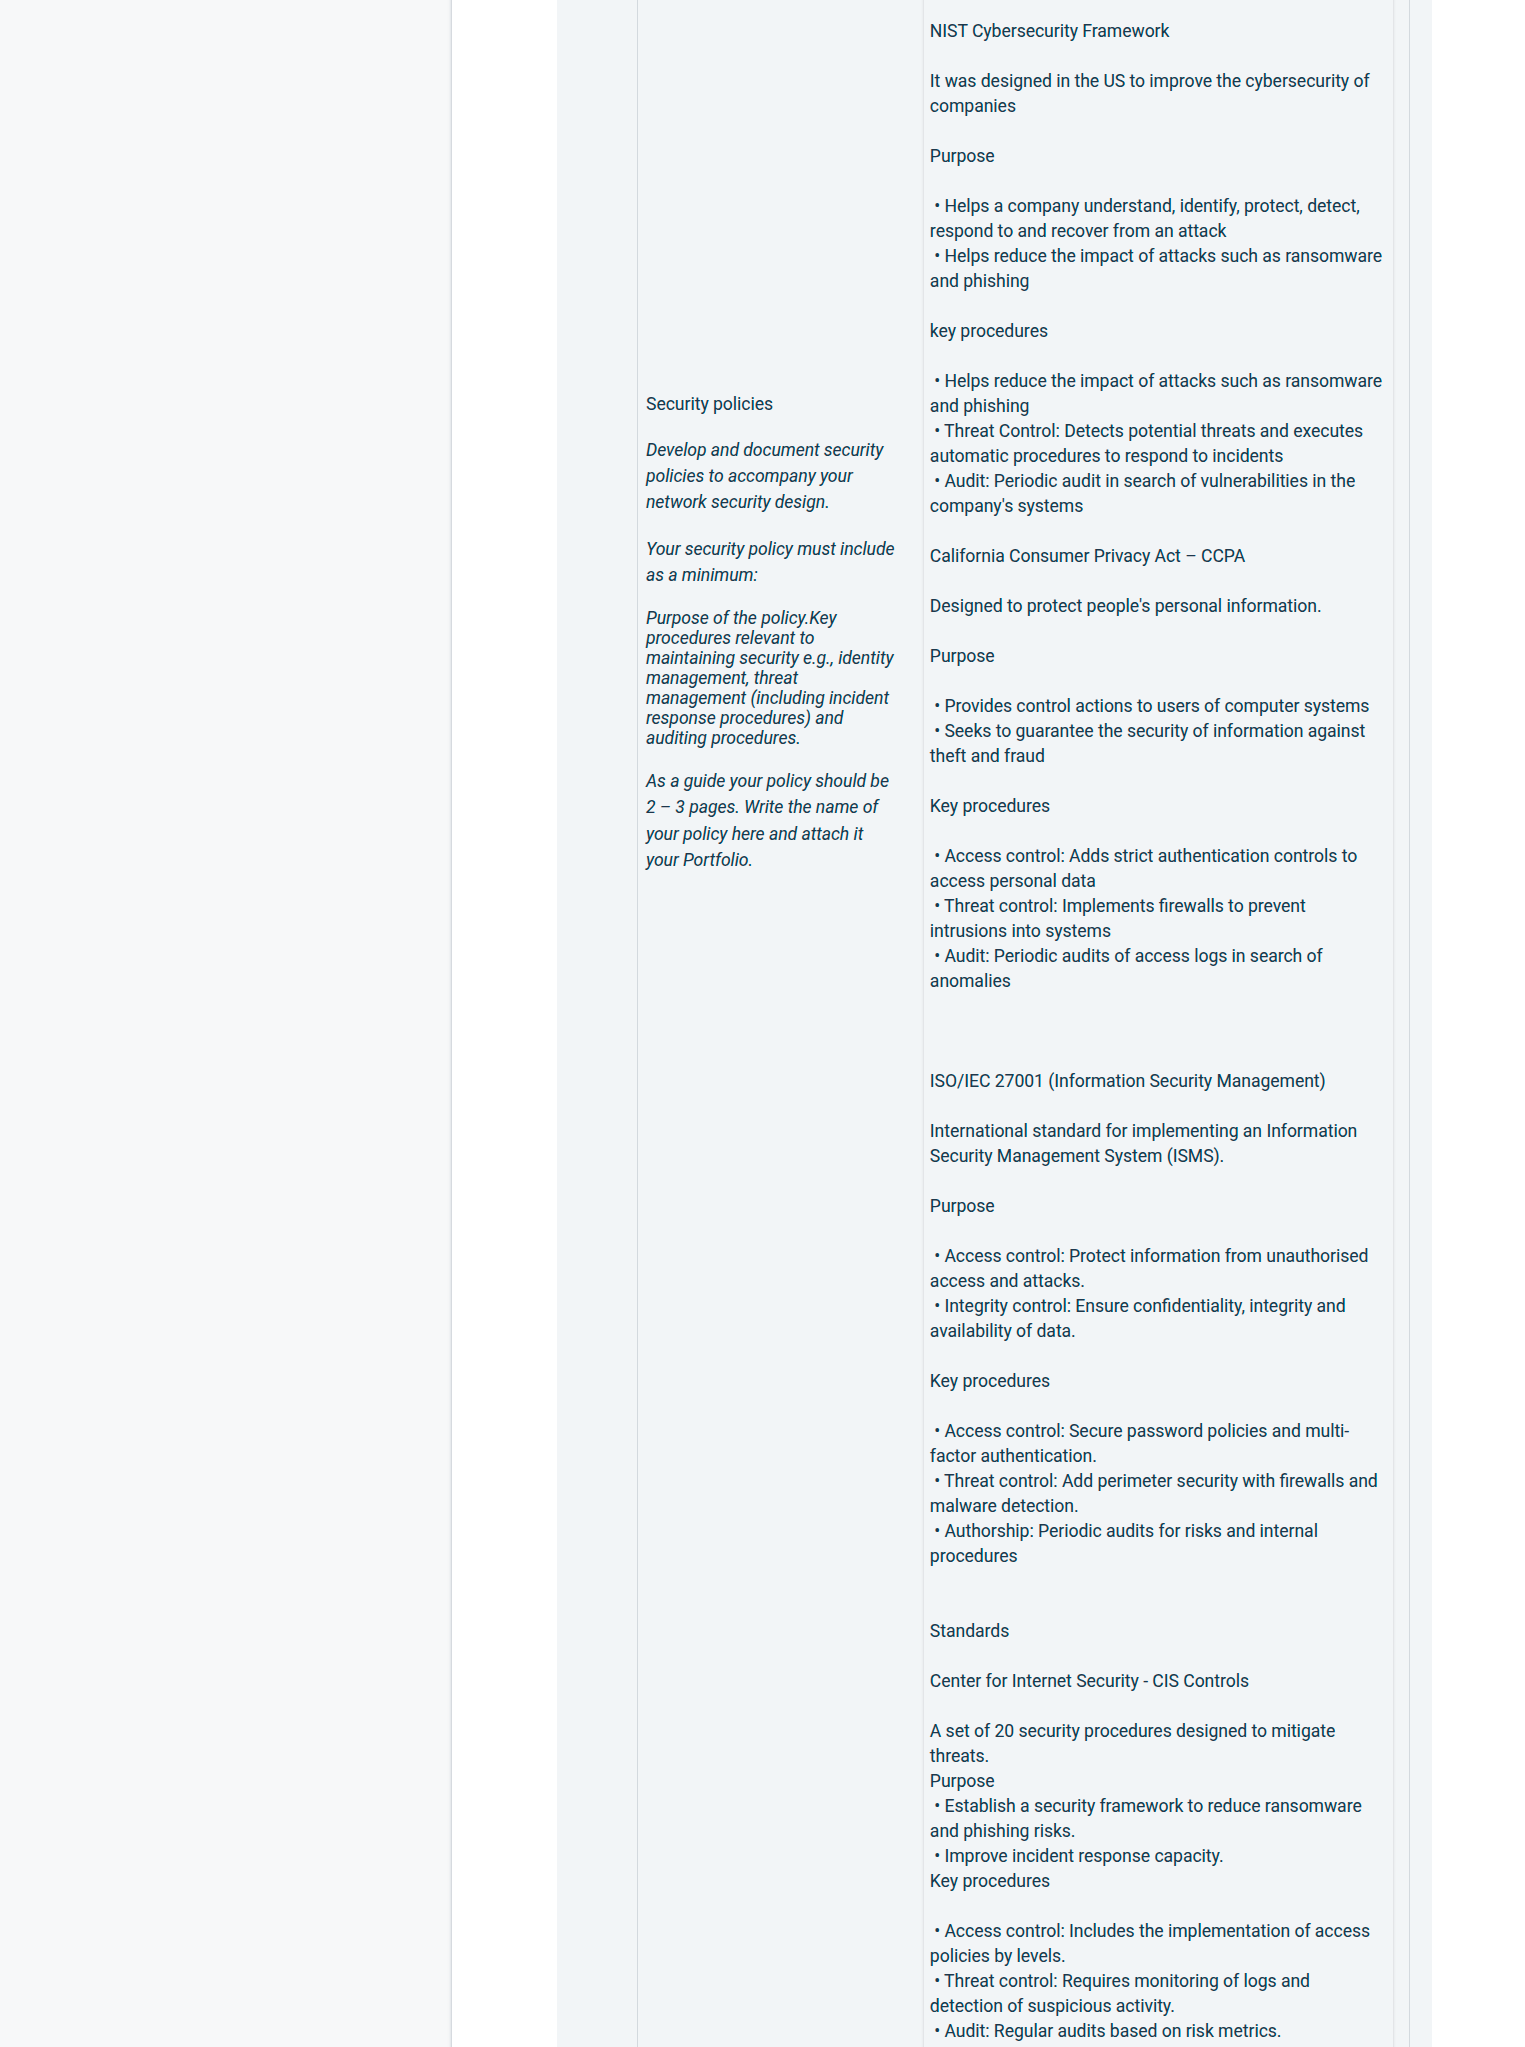 Security policies
Develop and document security
policies to accompany your
network security design.
Your security policy must include
as a minimum:
Purpose of the policy.Key
procedures relevant to
maintaining security e.g., identity
management, threat
management (including incident
response procedures) and
auditing procedures.
As a guide your policy should be
2 – 3 pages. Write the name of
your policy here and attach it
your Portfolio.
NIST Cybersecurity Framework
It was designed in the US to improve the cybersecurity of
companies
Purpose
• Helps a company understand, identify, protect, detect,
respond to and recover from an attack
• Helps reduce the impact of attacks such as ransomware
and phishing
key procedures
• Helps reduce the impact of attacks such as ransomware
and phishing
• Threat Control: Detects potential threats and executes
automatic procedures to respond to incidents
• Audit: Periodic audit in search of vulnerabilities in the
company's systems
California Consumer Privacy Act – CCPA
Designed to protect people's personal information.
Purpose
• Provides control actions to users of computer systems
• Seeks to guarantee the security of information against
theft and fraud
Key procedures
• Access control: Adds strict authentication controls to
access personal data
• Threat control: Implements firewalls to prevent
intrusions into systems
• Audit: Periodic audits of access logs in search of
anomalies
ISO/IEC 27001 (Information Security Management)
International standard for implementing an Information
Security Management System (ISMS).
Purpose
• Access control: Protect information from unauthorised
access and attacks.
• Integrity control: Ensure confidentiality, integrity and
availability of data.
Key procedures
• Access control: Secure password policies and multi-
factor authentication.
• Threat control: Add perimeter security with firewalls and
malware detection.
• Authorship: Periodic audits for risks and internal
procedures
Standards
Center for Internet Security - CIS Controls
A set of 20 security procedures designed to mitigate
threats.
Purpose
• Establish a security framework to reduce ransomware
and phishing risks.
• Improve incident response capacity.
Key procedures
• Access control: Includes the implementation of access
policies by levels.
• Threat control: Requires monitoring of logs and
detection of suspicious activity.
• Audit: Regular audits based on risk metrics.